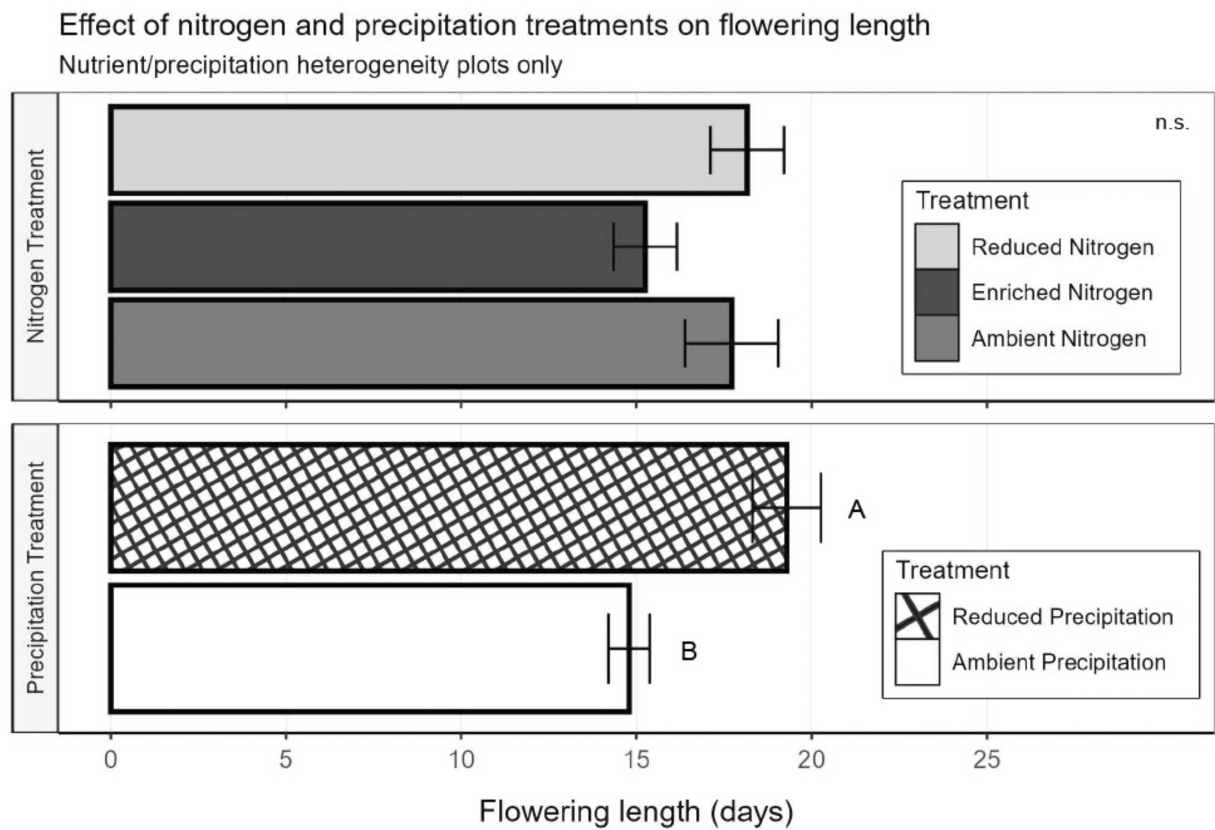 Effect of nitrogen and precipitation treatments on flowering length
Nutrient/precipitation heterogeneity plots only
Nitrogen Treatment
n.s.
Treatment
Reduced Nitrogen
Enriched Nitrogen
Ambient Nitrogen
Precipitation Treatment
A
B
Treatment
Reduced Precipitation
Ambient Precipitation
0 5 10 15 20 25
Flowering length (days)